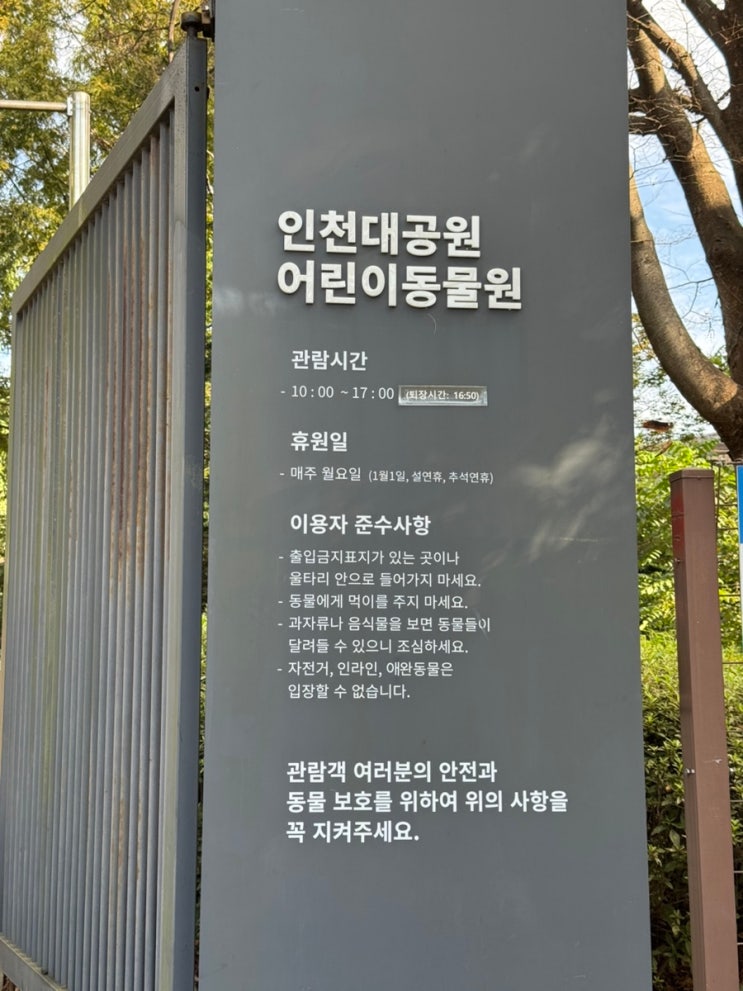 인천대공원
어린이동물원
관람시간
- 10 : 00 ~ 17 : 00 (퇴장시간: 16:50)
휴원일
- 매주 월요일 (1월1일, 설연휴, 추석연휴)
이용자 준수사항
- 출입금지표지가 있는 곳이나
울타리 안으로 들어가지 마세요.
- 동물에게 먹이를 주지 마세요.
- 과자류나 음식물을 보면 동물들이
달려들 수 있으니 조심하세요.
- 자전거, 인라인, 애완동물은
입장할 수 없습니다.
관람객 여러분의 안전과
동물 보호를 위하여 위의 사항을
꼭 지켜주세요.